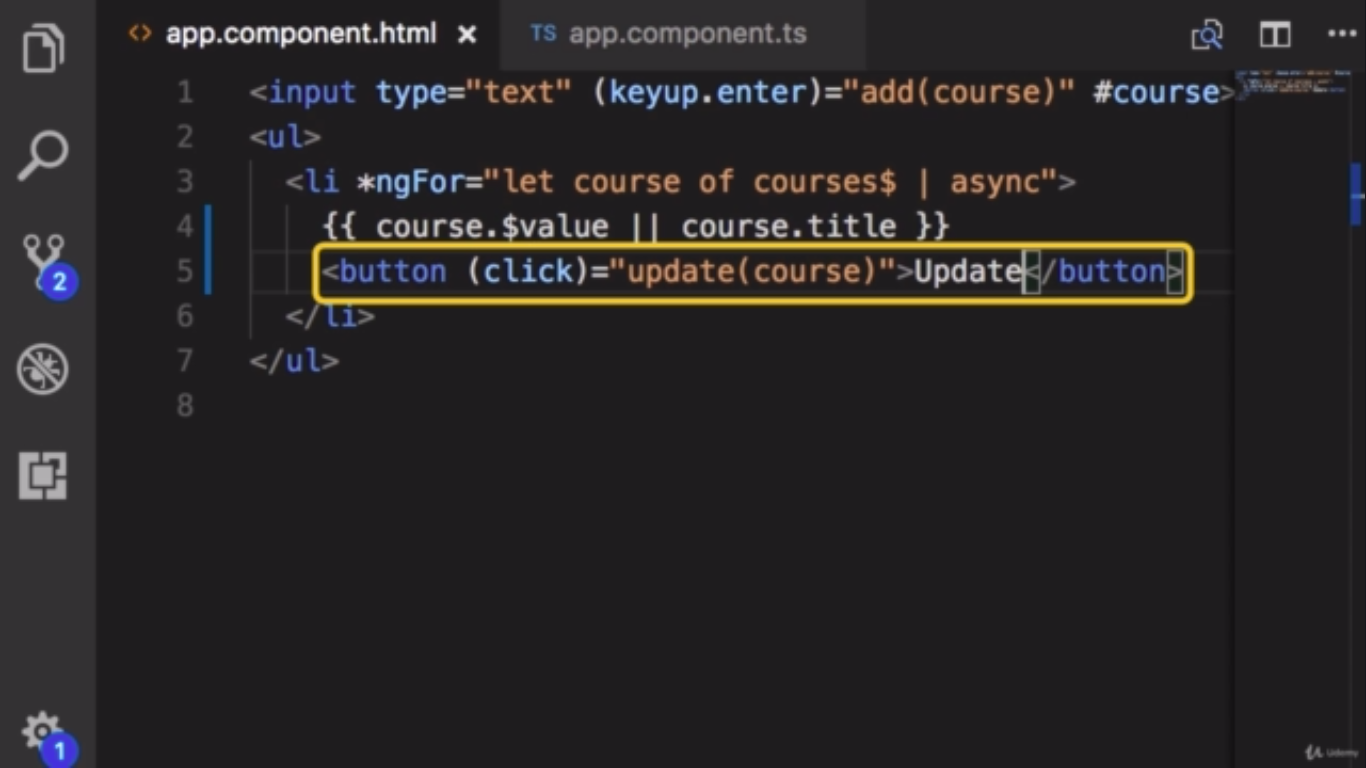 app.component.html
TS app.component.ts
1 <input type="text" (keyup.enter)="add(course)" #course>
2 <ul>
3 <li *ngFor="let course of courses$ | async">
4 {{ course.$value || course.title }}
5 <button (click)="update(course)">Update</button>
6 </li>
7 </ul>
8
2
1
Udemy